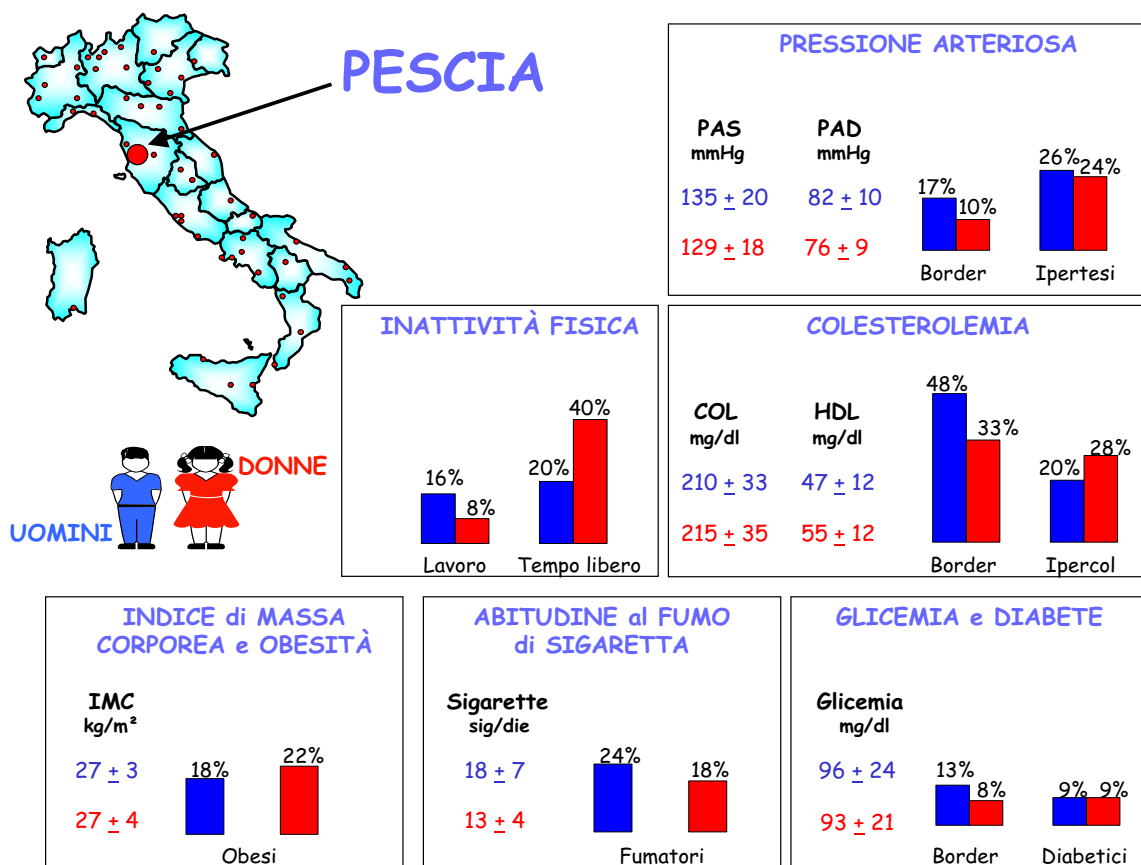 PESCIA
DONNE
UOMINI
PRESSIONE ARTERIOSA
PAS PAD
mmHg mmHg
135 + 20 82 + 10
129 + 18 76 + 9
17% 10% 26% 24%
Border Ipertesi
INATTIVITÀ FISICA
16% 8% 20% 40%
Lavoro Tempo libero
COLESTEROLEMIA
COL HDL
mg/dl mg/dl
210 + 33 47 + 12
215 + 35 55 + 12
48% 33% 20% 28%
Border Ipercol
INDICE di MASSA
CORPOREA e OBESITÀ
IMC
kg/m²
27 + 3
27 + 4
18% 22%
Obesi
ABITUDINE al FUMO
di SIGARETTA
Sigarette
sig/die
18 + 7
13 + 4
24% 18%
Fumatori
GLICEMIA e DIABETE
Glicemia
mg/dl
96 + 24
93 + 21
13% 8% 9% 9%
Border Diabetici